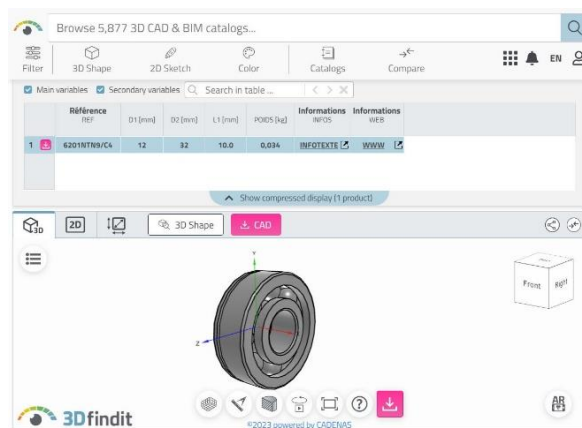 Browse 5,877 3D CAD & BIM catalogs...
Filter 3D Shape 2D Sketch Color Catalogs Compare EN
Main variables Secondary variables Search in table ...
Référence Informations Informations
REF D1 [mm] D2 [mm] L1 [mm] POIDS [kg] INFOS WEB
1 6201NTN9/C4 12 32 10.0 0,034 INFOTEXTE WWW
Show compressed display (1 product)
3D 2D 3D Shape CAD
Y
Front Right
Z
AR
3Dfindit
©2023 powered by CADENAS